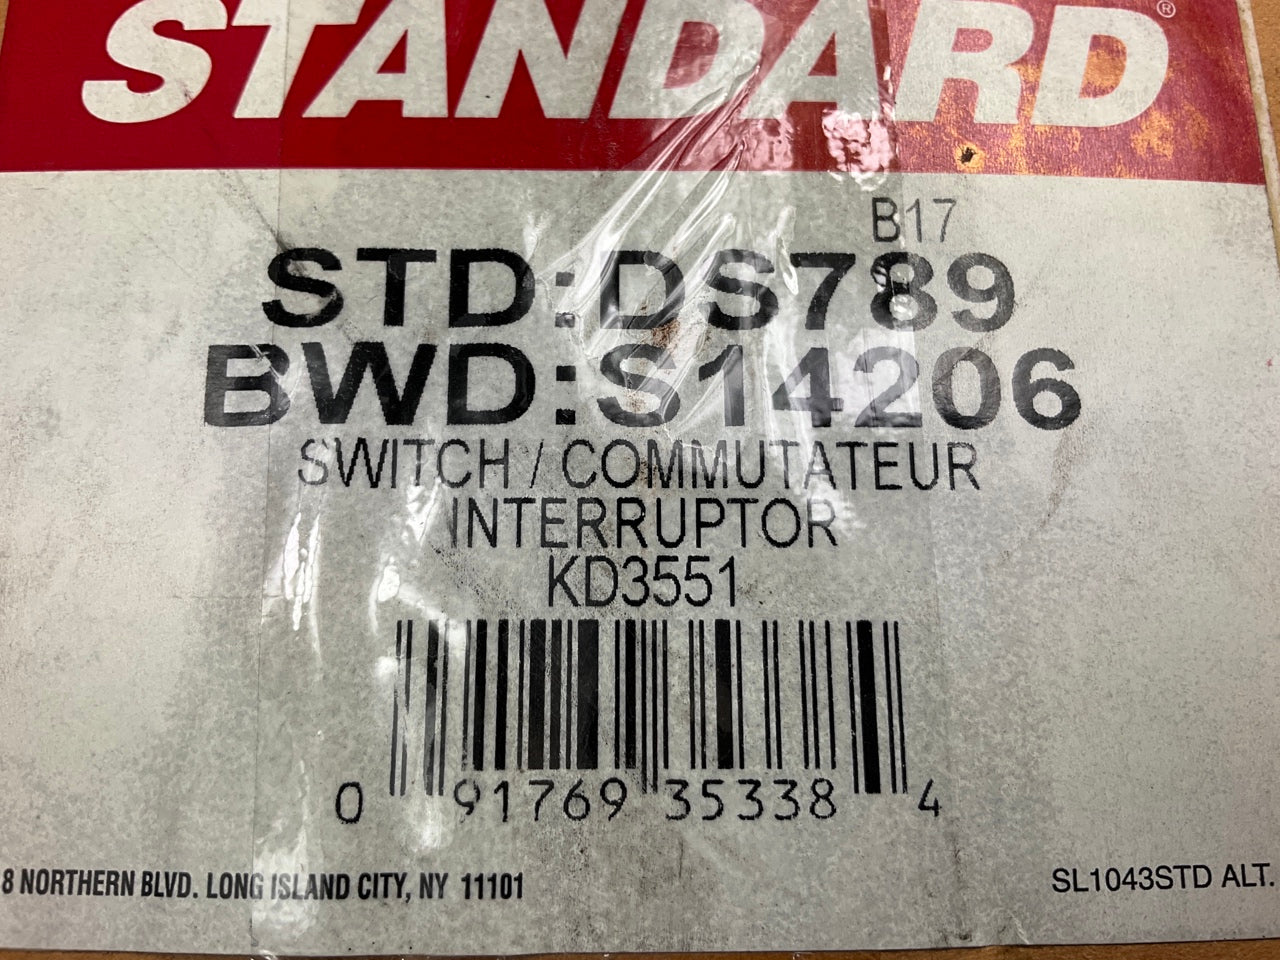 STANDARD®
B17
STD:DS789
BWD:S14206
SWITCH / COMMUTATEUR
INTERRUPTOR
KD3551
0 91769 35338 4
8 NORTHERN BLVD. LONG ISLAND CITY, NY 11101
SL1043STD ALT.